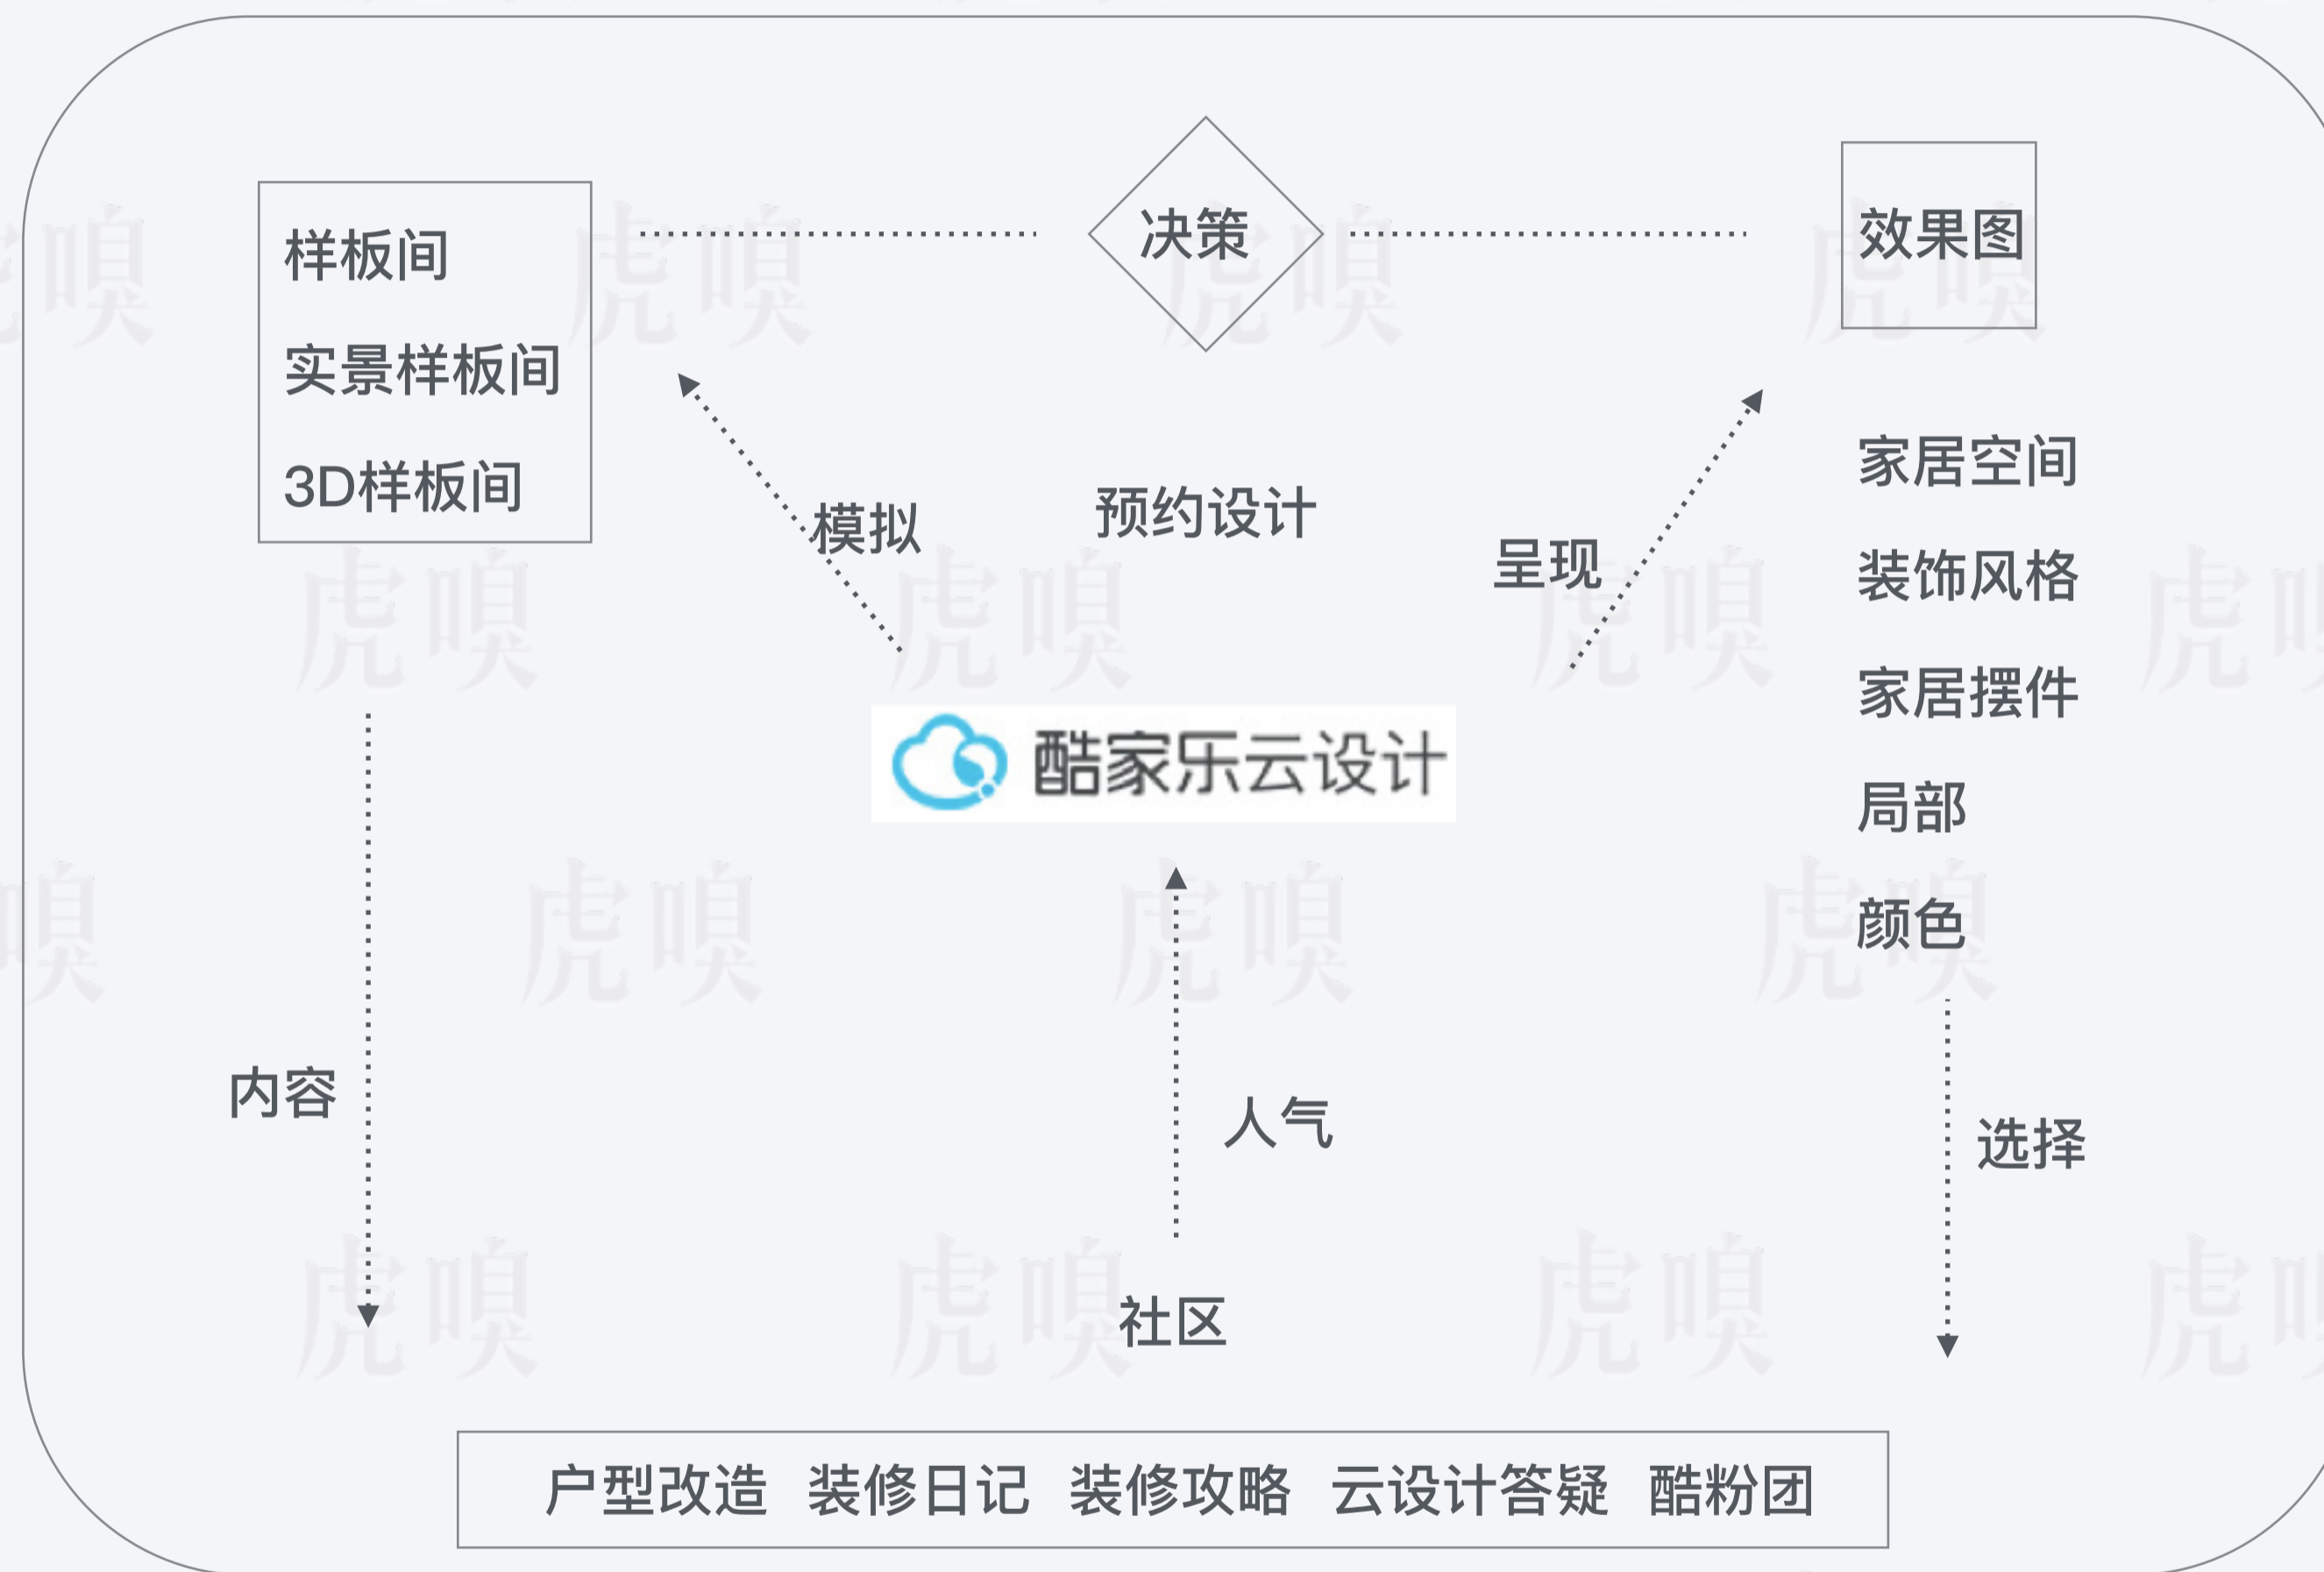 样板间
实景样板间
3D样板间
决策
效果图
模拟
预约设计
呈现
家居空间
装饰风格
家居摆件
局部
颜色
酷家乐云设计
内容
人气
选择
社区
户型改造 装修日记 装修攻略 云设计答疑 酷粉团
虎嗅